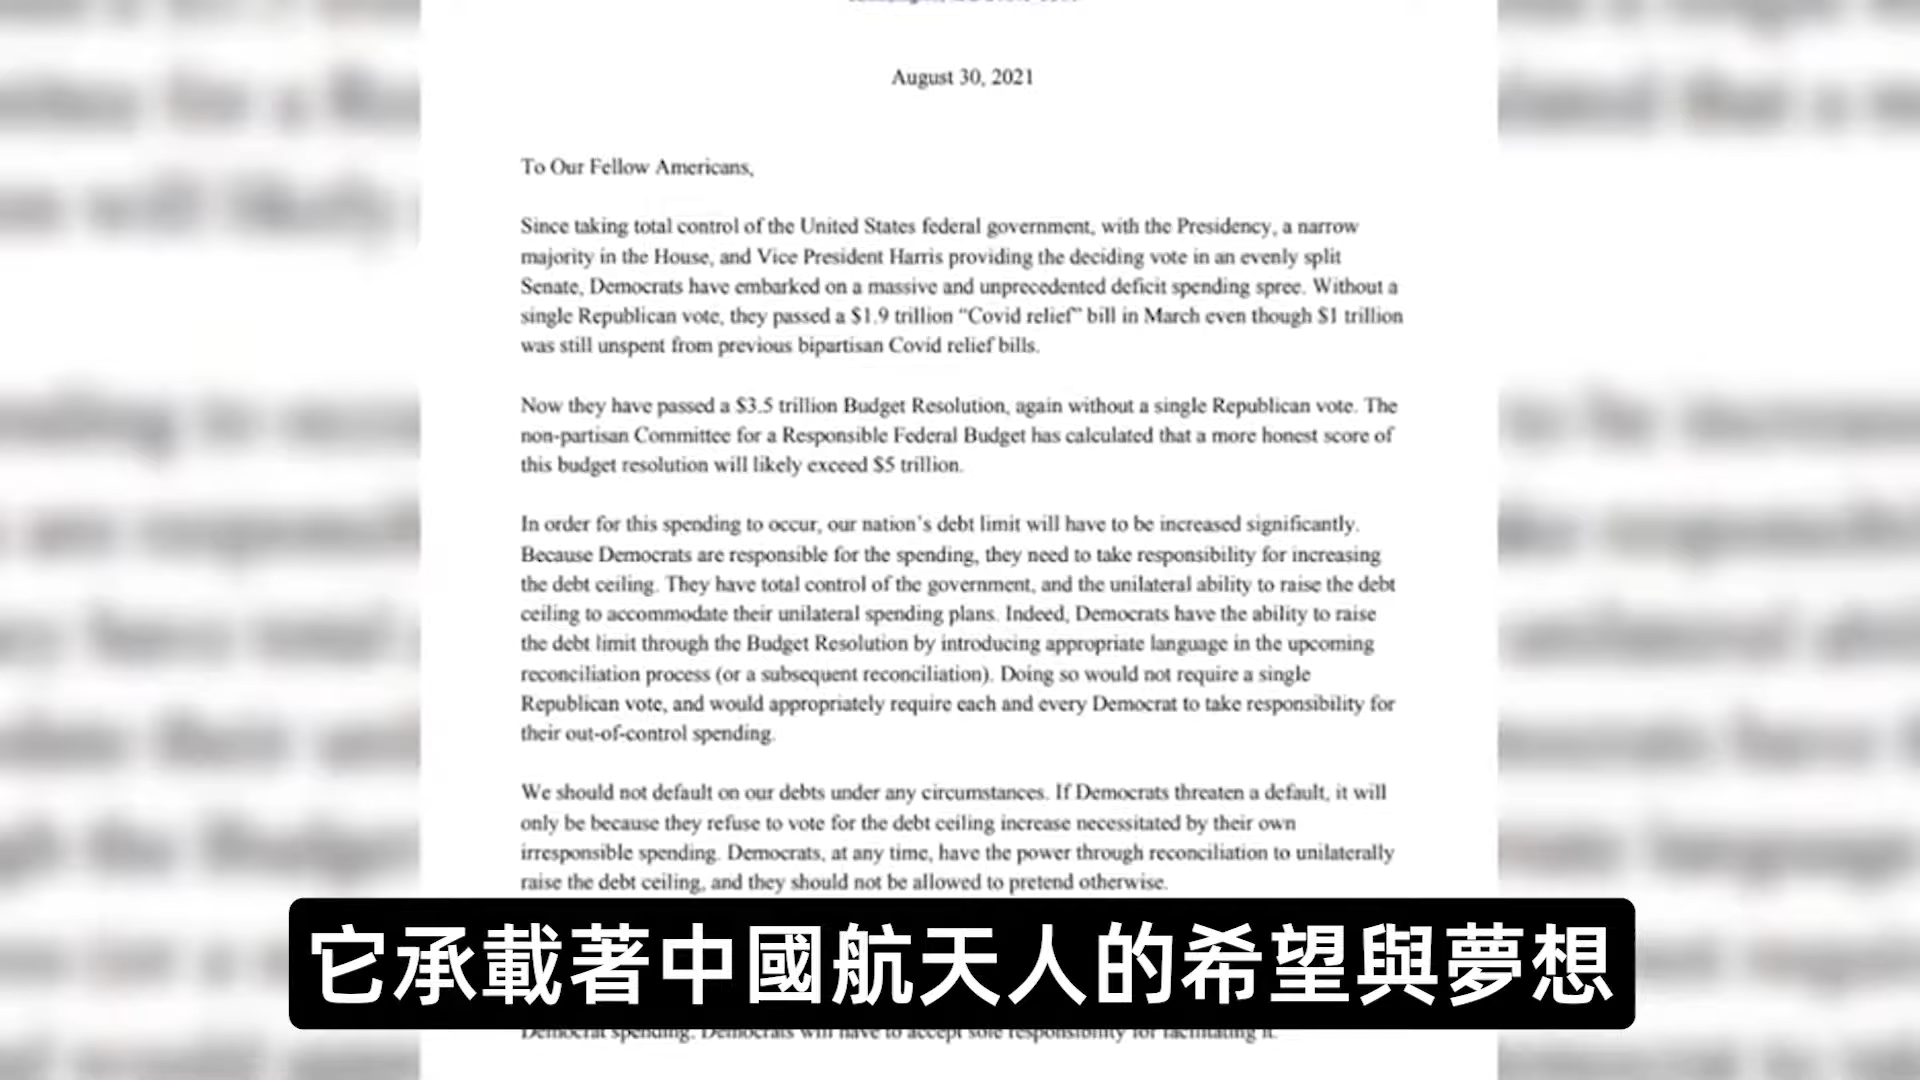 August 30, 2021
To Our Fellow Americans,
Since taking total control of the United States federal government, with the Presidency, a narrow
majority in the House, and Vice President Harris providing the deciding vote in an evenly split
Senate, Democrats have embarked on a massive and unprecedented deficit spending spree. Without a
single Republican vote, they passed a $1.9 trillion “Covid relief” bill in March even though $1 trillion
was still unspent from previous bipartisan Covid relief bills.
Now they have passed a $3.5 trillion Budget Resolution, again without a single Republican vote. The
non-partisan Committee for a Responsible Federal Budget has calculated that a more honest score of
this budget resolution will likely exceed $5 trillion.
In order for this spending to occur, our nation’s debt limit will have to be increased significantly.
Because Democrats are responsible for the spending, they need to take responsibility for increasing
the debt ceiling. They have total control of the government, and the unilateral ability to raise the debt
ceiling to accommodate their unilateral spending plans. Indeed, Democrats have the ability to raise
the debt limit through the Budget Resolution by introducing appropriate language in the upcoming
reconciliation process (or a subsequent reconciliation). Doing so would not require a single
Republican vote, and would appropriately require each and every Democrat to take responsibility for
their out-of-control spending.
We should not default on our debts under any circumstances. If Democrats threaten a default, it will
only be because they refuse to vote for the debt ceiling increase necessitated by their own
irresponsible spending. Democrats, at any time, have the power through reconciliation to unilaterally
raise the debt ceiling, and they should not be allowed to pretend otherwise.
它承載著中國航天人的希望與夢想
Democrat spending. Democrats will have to accept sole responsibility for facilitating it.